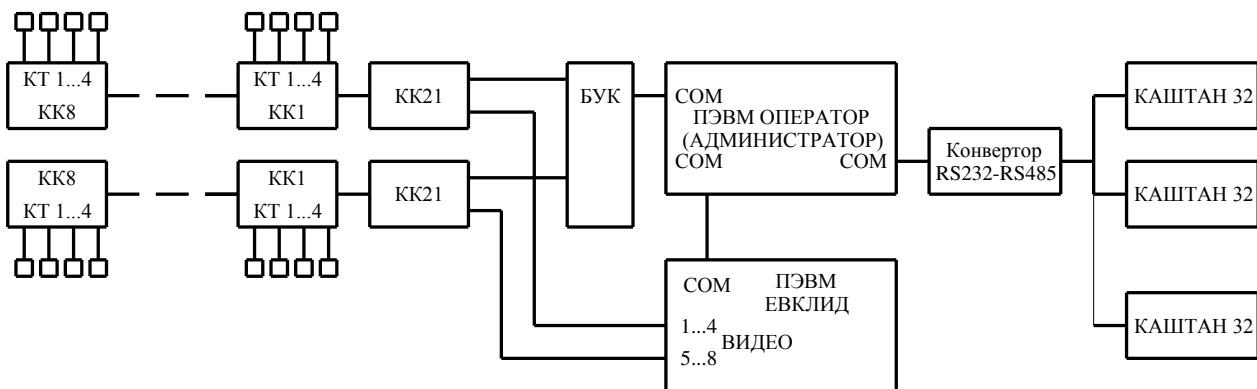 КТ 1...4
КК8
КТ 1...4
КК1
КК21
БУК
COM
ПЭВМ ОПЕРАТОР
(АДМИНИСТРАТОР)
COM
COM
Конвертор
RS232-RS485
КАШТАН 32
КАШТАН 32
КАШТАН 32
КК8
КТ 1...4
КК1
КТ 1...4
КК21
COM
ПЭВМ
ЕВКЛИД
1...4
ВИДЕО
5...8